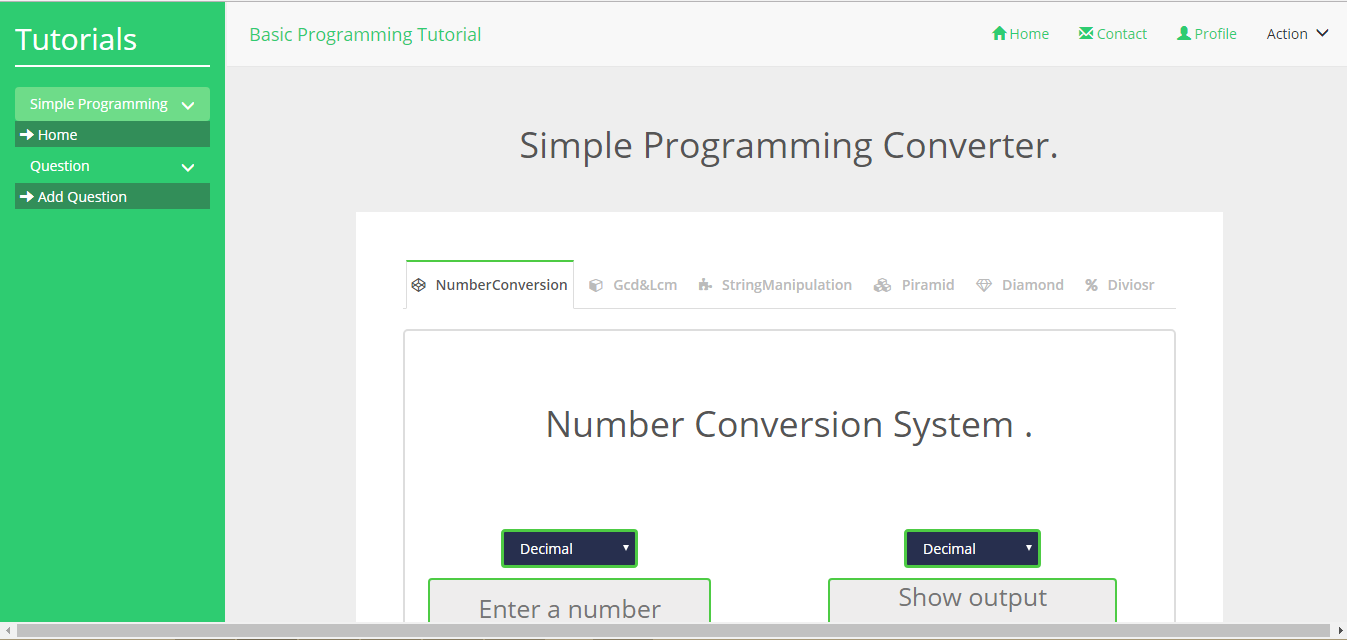 Tutorials
Basic Programming Tutorial
Home
Contact
Profile
Action
Simple Programming
Home
Question
Add Question
Simple Programming Converter.
NumberConversion
Gcd&Lcm
StringManipulation
Piramid
Diamond
Diviosr
Number Conversion System .
Decimal
Decimal
Enter a number
Show output